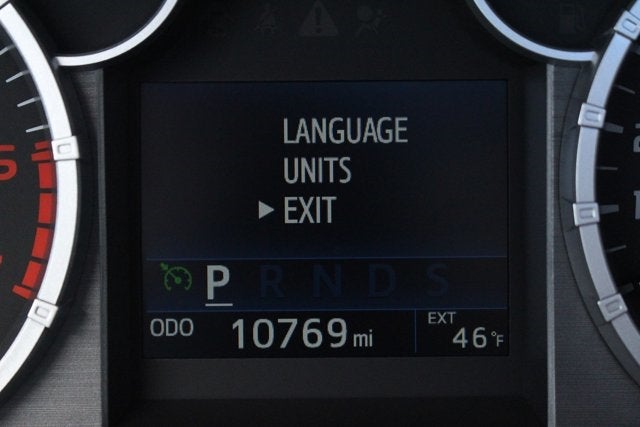 LANGUAGE
UNITS
EXIT
P R N D S
ODO 10769 mi EXT 46°F